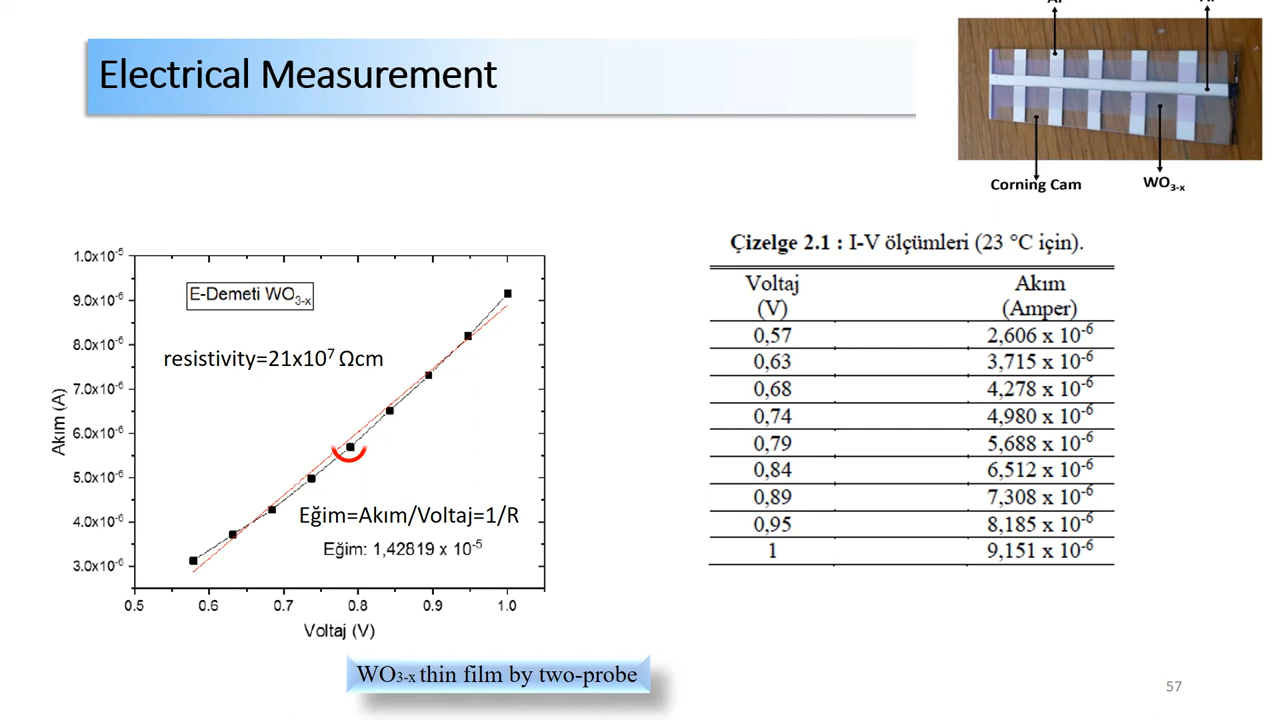 Electrical Measurement
Corning Cam
WO3-x
1.0x10-5
9.0x10-6
8.0x10-6
7.0x10-6
6.0x10-6
5.0x10-6
4.0x10-6
3.0x10-6
Akım (A)
E-Demeti WO3-x
resistivity=21x10⁷ Ωcm
Eğim=Akım/Voltaj=1/R
Eğim: 1,42819 x 10-5
0.5 0.6 0.7 0.8 0.9 1.0
Voltaj (V)
WO3-x thin film by two-probe
Çizelge 2.1 : I-V ölçümleri (23 °C için).
Voltaj Akım
(V) (Amper)
0,57 2,606 x 10-6
0,63 3,715 x 10-6
0,68 4,278 x 10-6
0,74 4,980 x 10-6
0,79 5,688 x 10-6
0,84 6,512 x 10-6
0,89 7,308 x 10-6
0,95 8,185 x 10-6
1 9,151 x 10-6
57